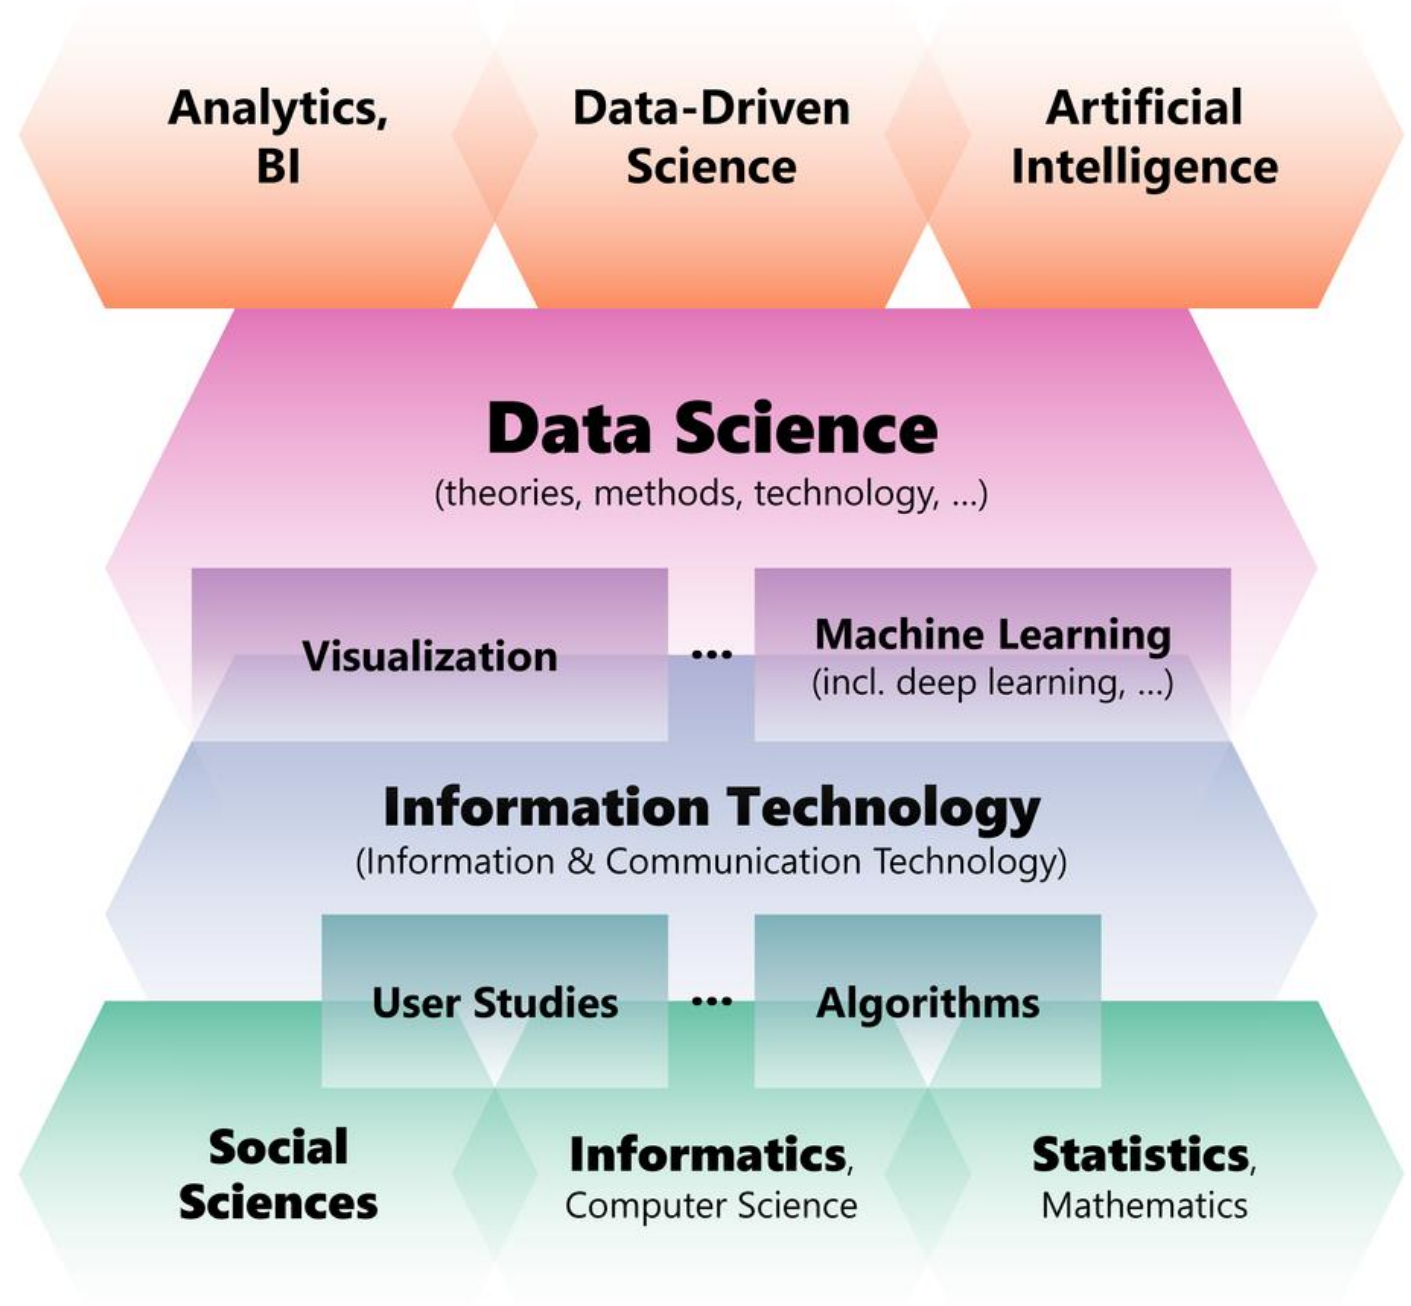 Analytics,
BI
Data-Driven
Science
Artificial
Intelligence
Data Science
(theories, methods, technology, ...)
Visualization
...
Machine Learning
(incl. deep learning, ...)
Information Technology
(Information & Communication Technology)
User Studies
...
Algorithms
Social
Sciences
Informatics,
Computer Science
Statistics,
Mathematics